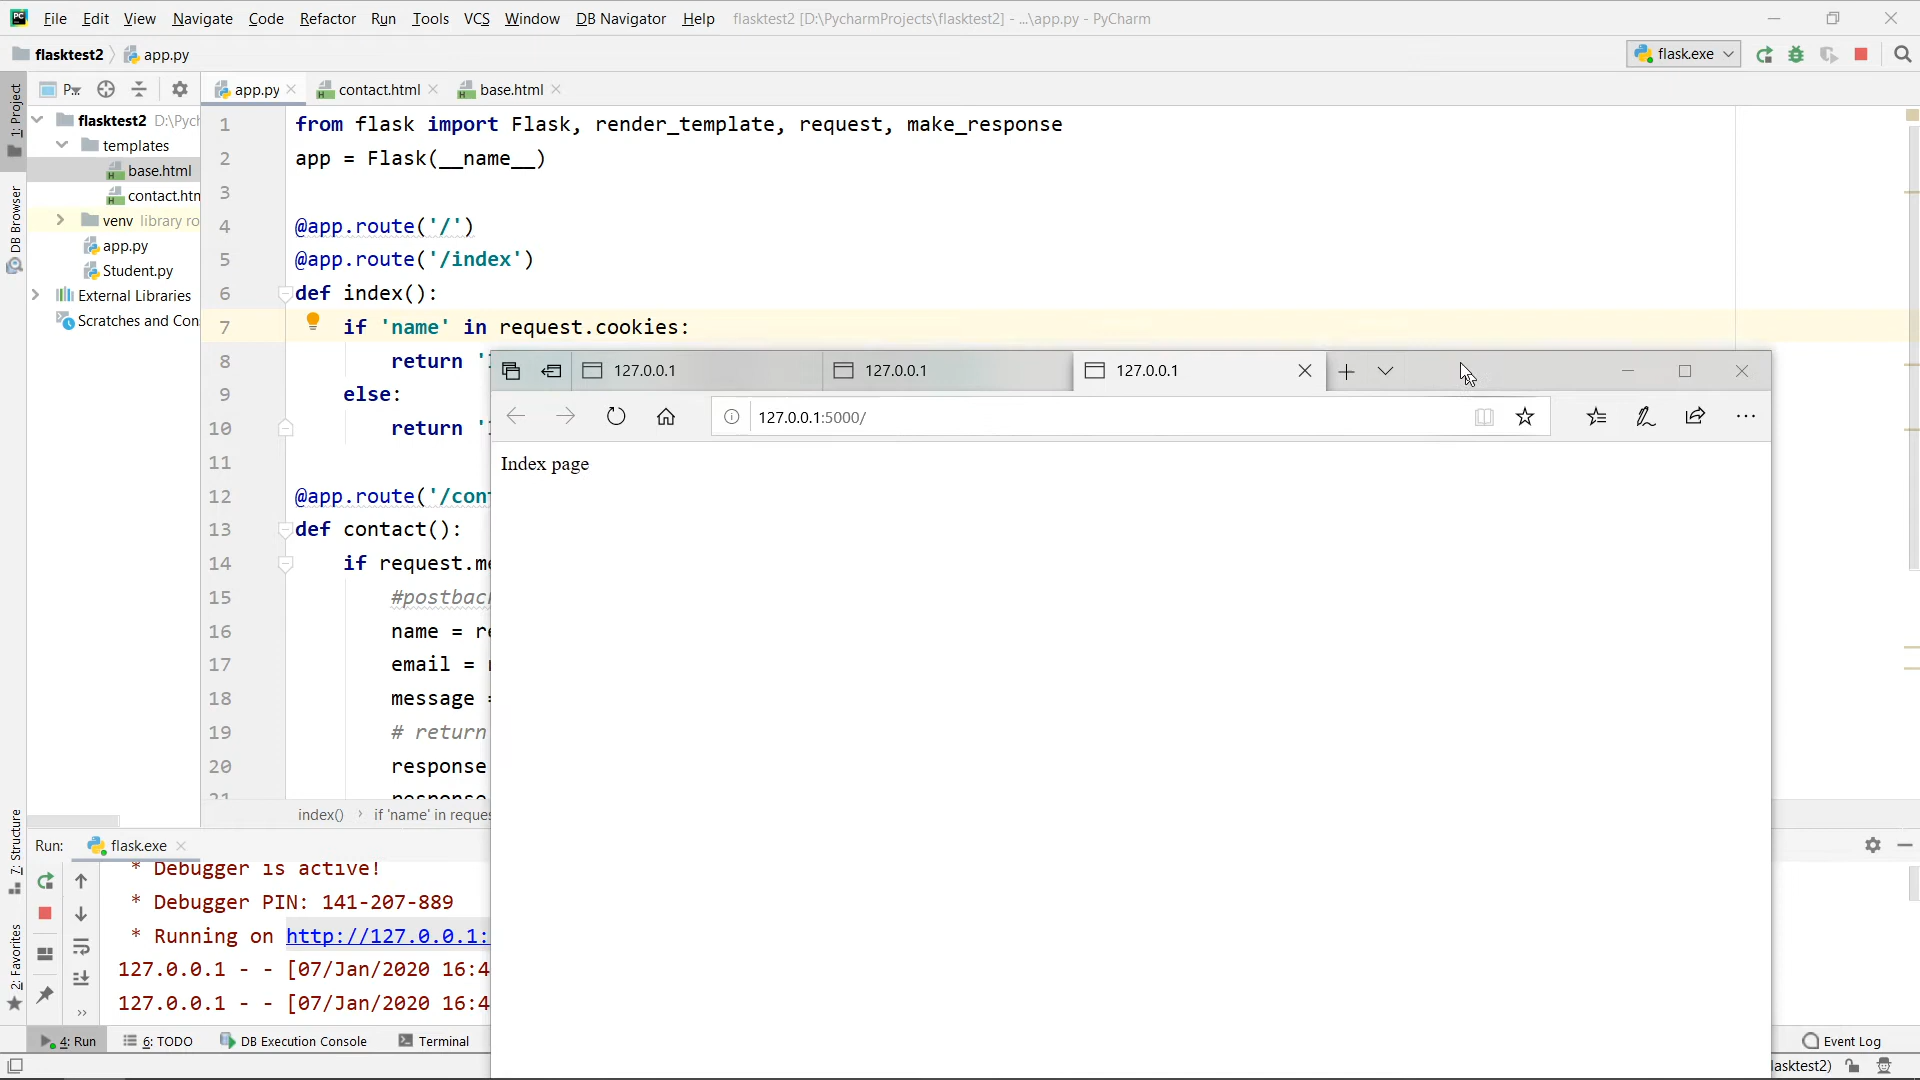 File Edit View Navigate Code Refactor Run Tools VCS Window DB Navigator Help flasktest2 [D:\PycharmProjects\flasktest2] - ...\app.py - PyCharm
flasktest2 app.py flask.exe
P... app.py contact.html base.html
1: Project
DB Browser
7: Structure
2: Favorites
flasktest2 D:\Pych
templates
base.html
contact.htm
venv library ro
app.py
Student.py
External Libraries
Scratches and Con
1 from flask import Flask, render_template, request, make_response
2 app = Flask(__name__)
3
4 @app.route('/')
5 @app.route('/index')
6 def index():
7 if 'name' in request.cookies:
8 return '
9 else:
10 return '
11
12 @app.route('/con
13 def contact():
14 if request.me
15 #postback
16 name = re
17 email =
18 message =
19 # return
20 response
21 response
index() if 'name' in reques
127.0.0.1 127.0.0.1 127.0.0.1
127.0.0.1:5000/
Index page
Run: flask.exe
* Debugger is active!
* Debugger PIN: 141-207-889
* Running on http://127.0.0.1:
127.0.0.1 - - [07/Jan/2020 16:4
127.0.0.1 - - [07/Jan/2020 16:4
4: Run 6: TODO DB Execution Console Terminal Event Log
lasktest2)